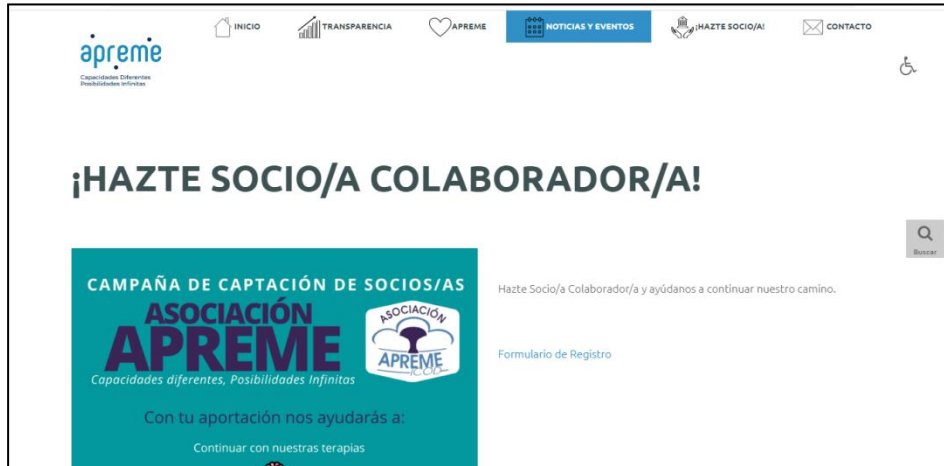 INICIO
TRANSPARENCIA
APREME
NOTICIAS Y EVENTOS
¡HAZTE SOCIO/A!
CONTACTO
apreme
Capacidades Diferentes
Posibilidades Infinitas
¡HAZTE SOCIO/A COLABORADOR/A!
Buscar
CAMPAÑA DE CAPTACIÓN DE SOCIOS/AS
ASOCIACIÓN
APREME
Capacidades diferentes, Posibilidades Infinitas
ASOCIACIÓN
APREME
ICOD
Con tu aportación nos ayudarás a:
Continuar con nuestras terapias
Hazte Socio/a Colaborador/a y ayúdanos a continuar nuestro camino.
Formulario de Registro